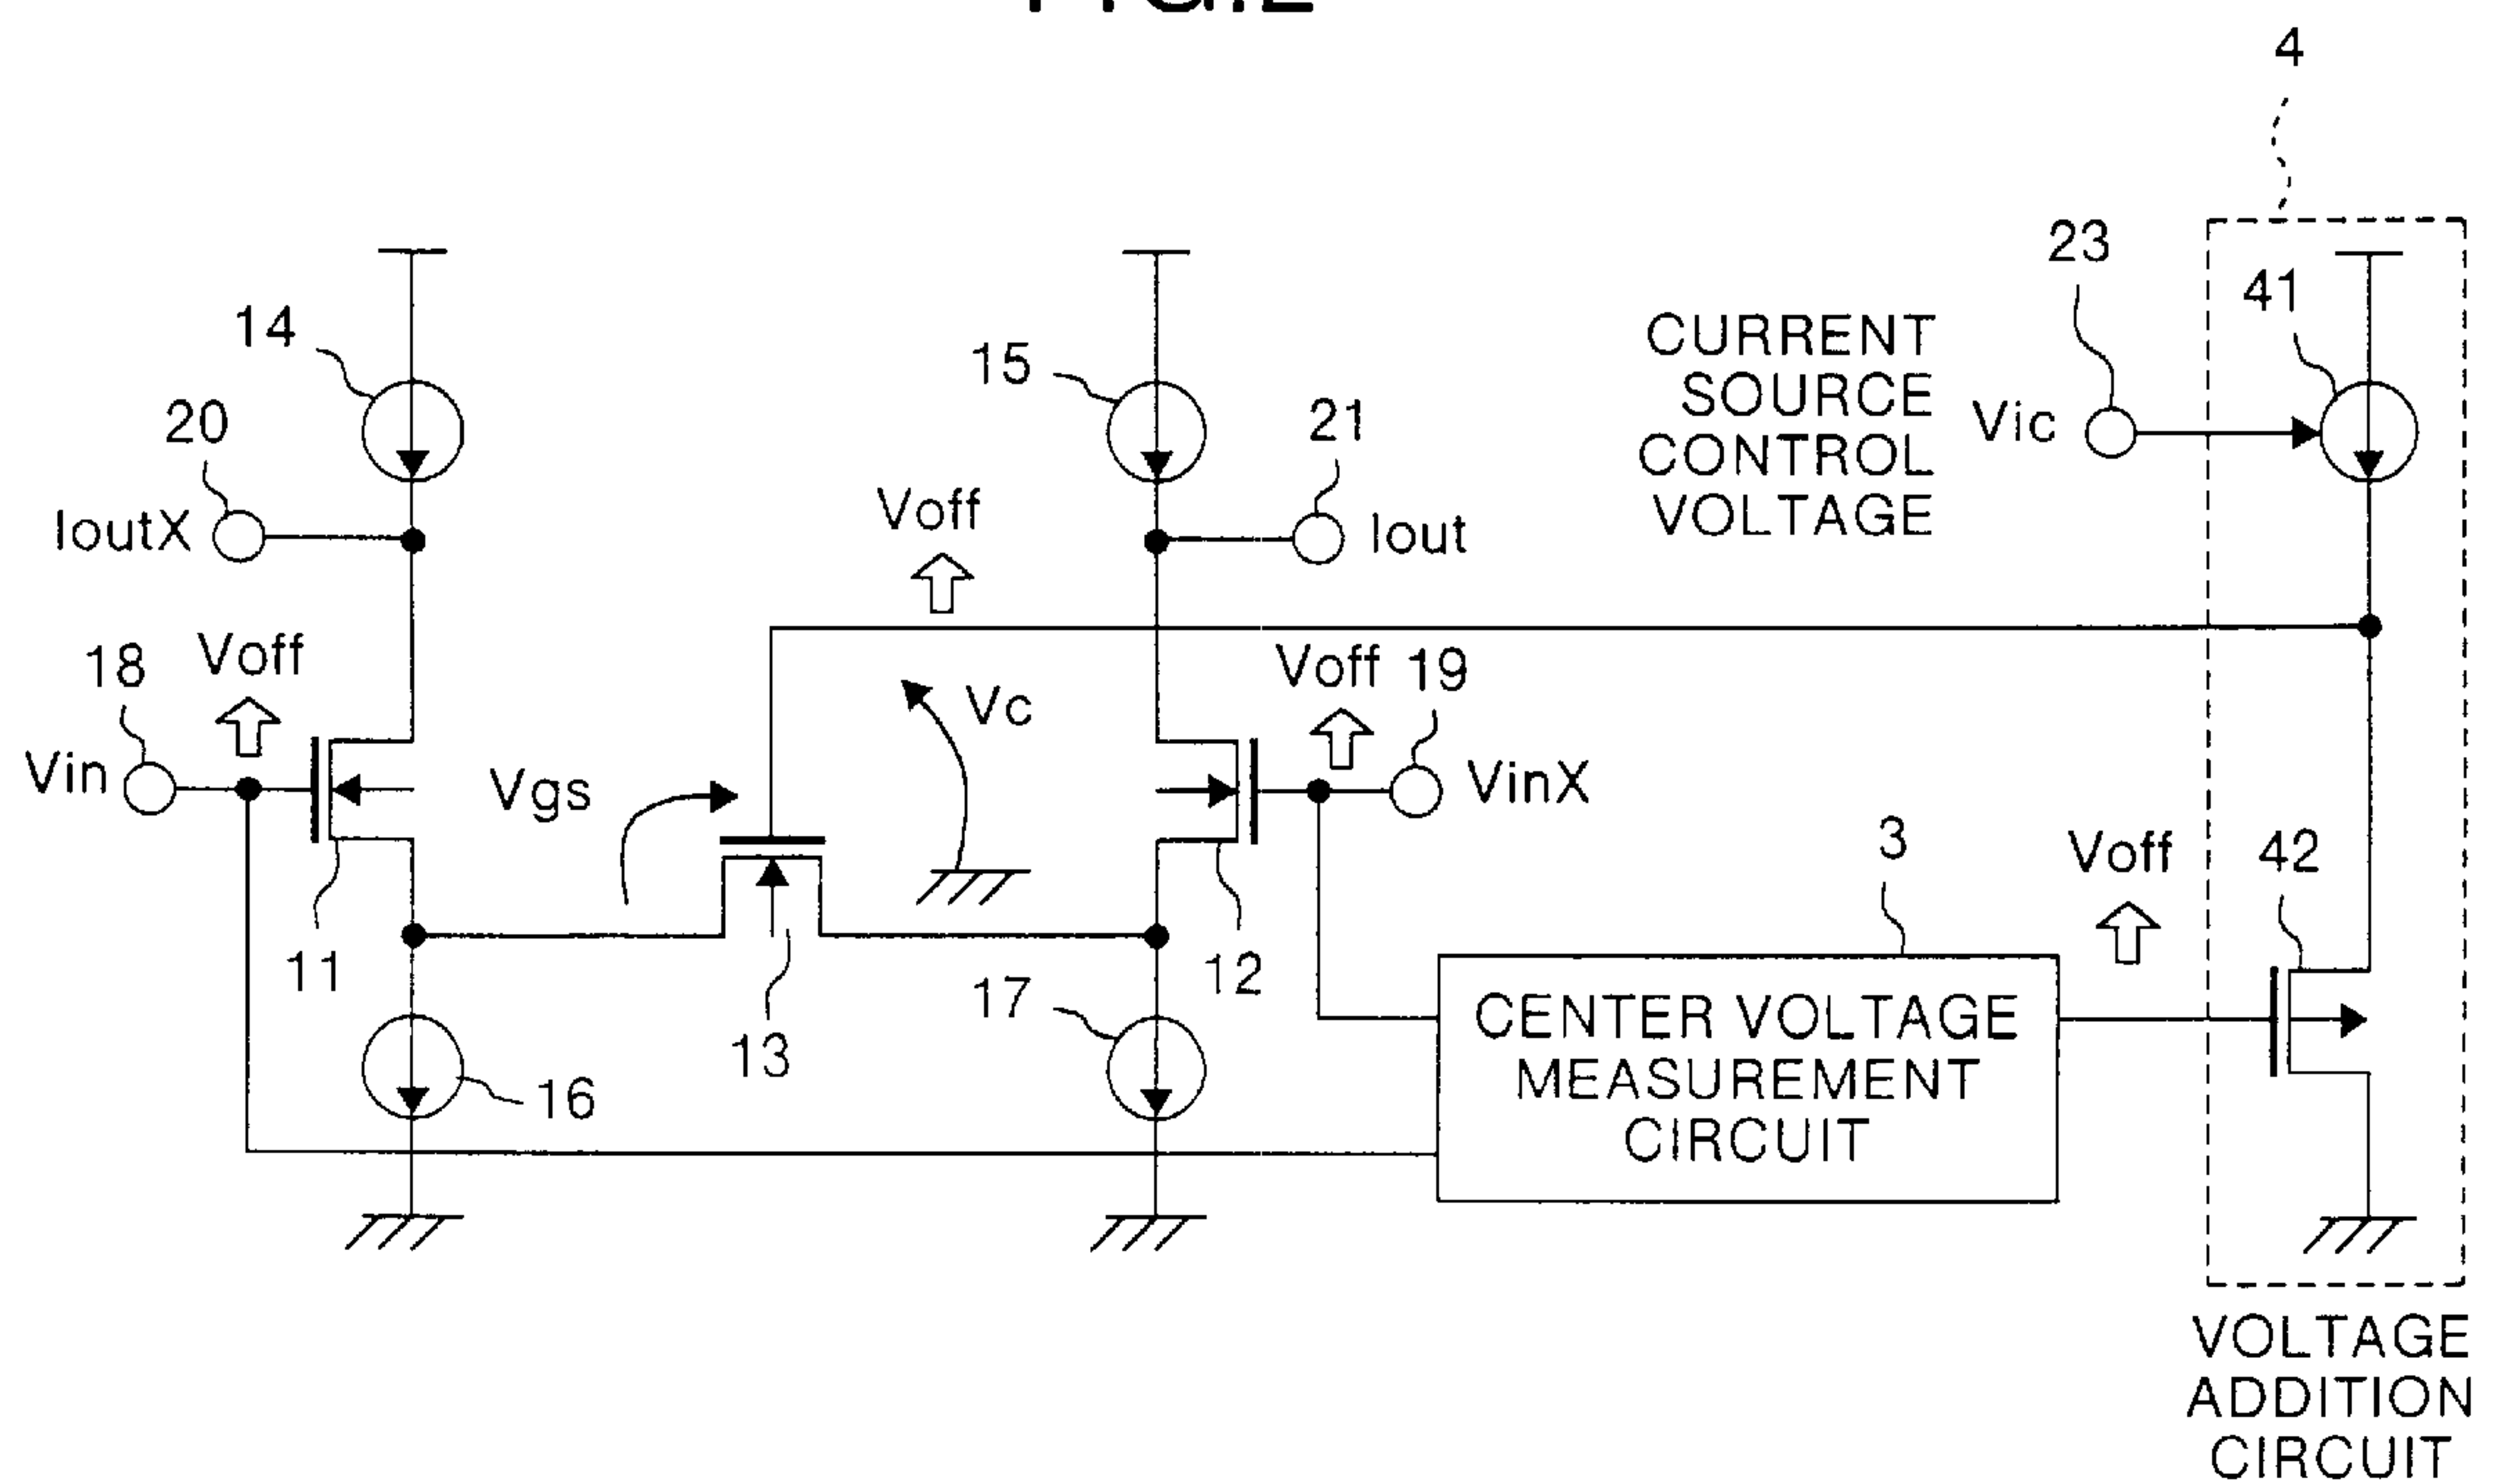 4
23
41
14
CURRENT
SOURCE
CONTROL
VOLTAGE
15
20
21
Vic
Voff
IoutX
Iout
18
Voff
Voff
19
Vc
Vin
Vgs
VinX
3
Voff
42
11
12
17
13
16
CENTER VOLTAGE
MEASUREMENT
CIRCUIT
VOLTAGE
ADDITION
CIRCUIT